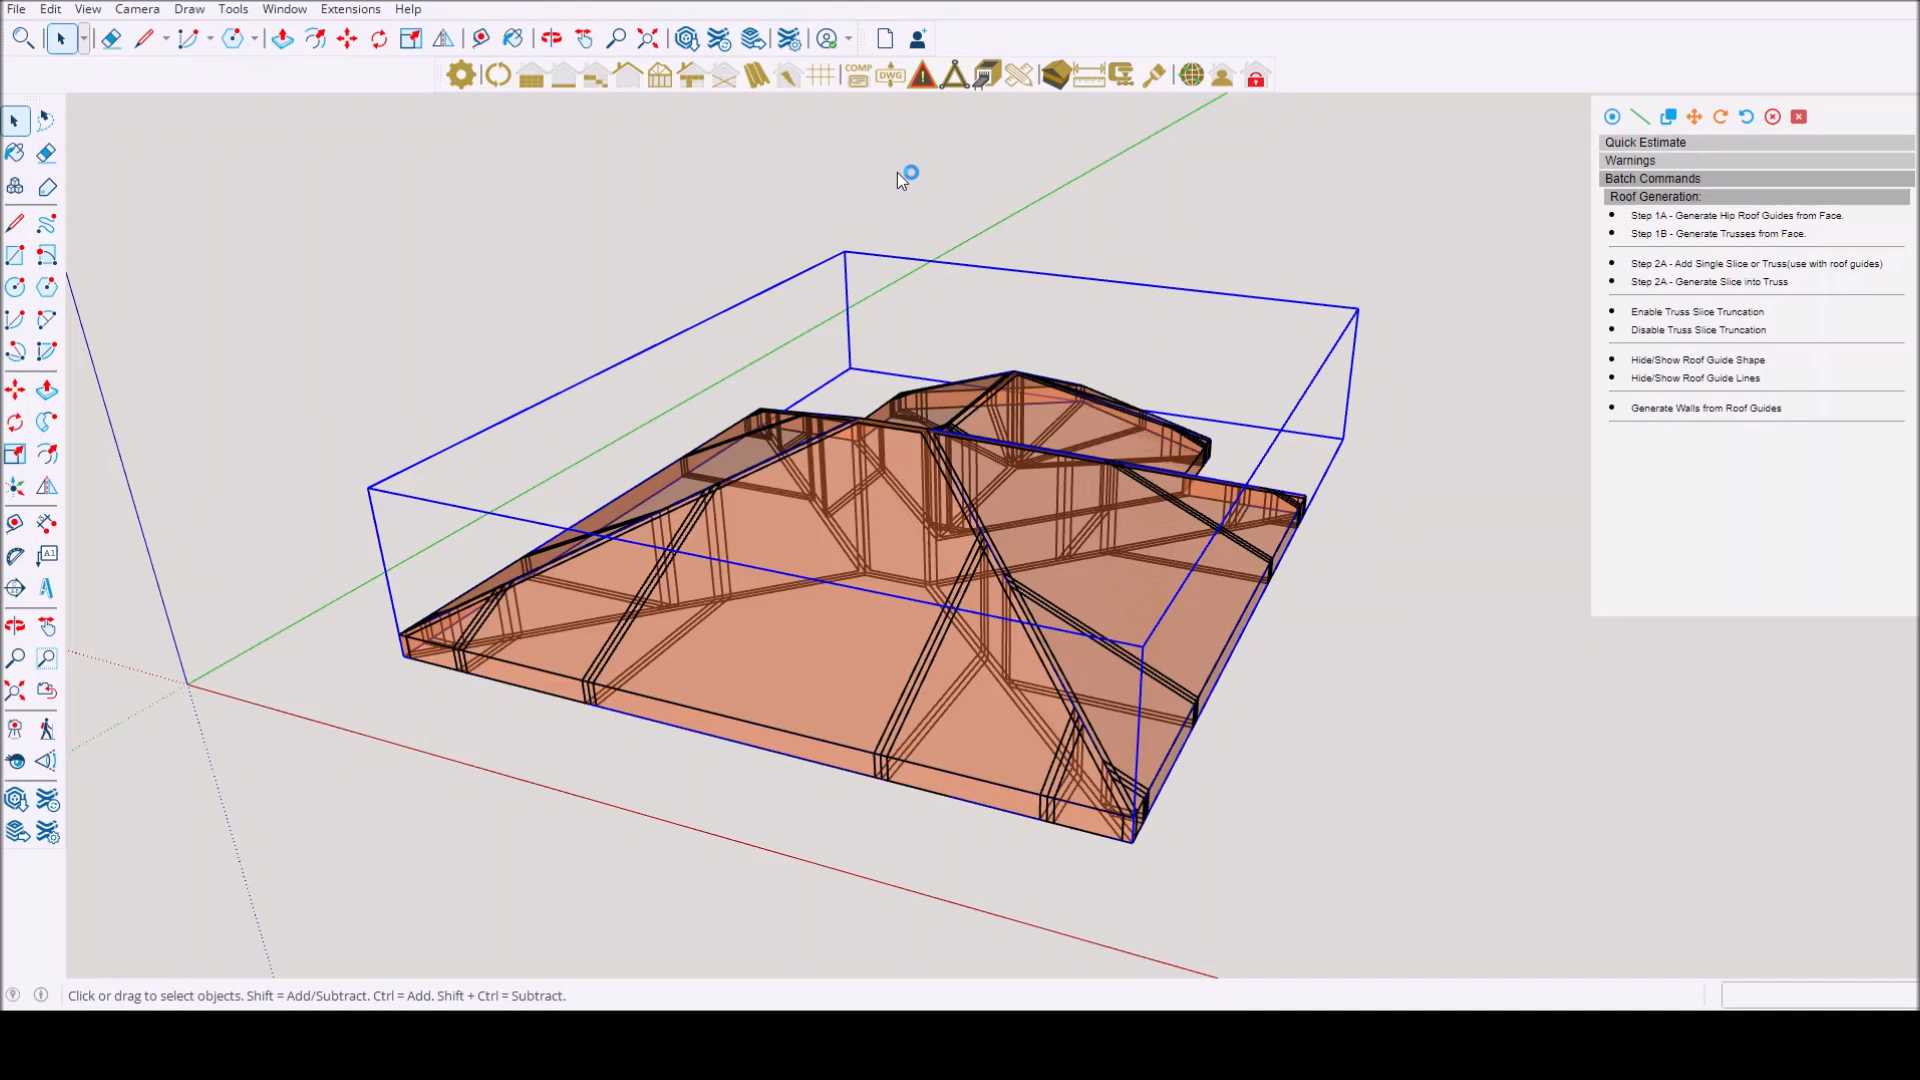 File Edit View Camera Draw Tools Window Extensions Help
COMP DWG
Quick Estimate
Warnings
Batch Commands
Roof Generation:
Step 1A - Generate Hip Roof Guides from Face.
Step 1B - Generate Trusses from Face.
Step 2A - Add Single Slice or Truss(use with roof guides)
Step 2A - Generate Slice into Truss
Enable Truss Slice Truncation
Disable Truss Slice Truncation
Hide/Show Roof Guide Shape
Hide/Show Roof Guide Lines
Generate Walls from Roof Guides
A1
Click or drag to select objects. Shift = Add/Subtract. Ctrl = Add. Shift + Ctrl = Subtract.